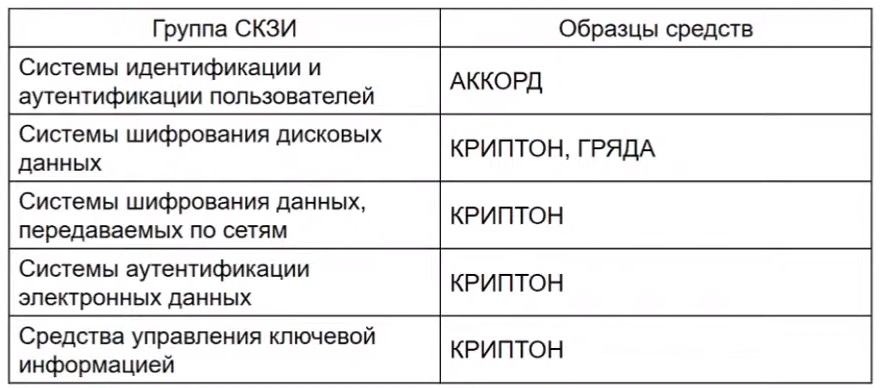 Группа СКЗИ
Образцы средств
Системы идентификации и
аутентификации пользователей
АККОРД
Системы шифрования дисковых
данных
КРИПТОН, ГРЯДА
Системы шифрования данных,
передаваемых по сетям
КРИПТОН
Системы аутентификации
электронных данных
КРИПТОН
Средства управления ключевой
информацией
КРИПТОН